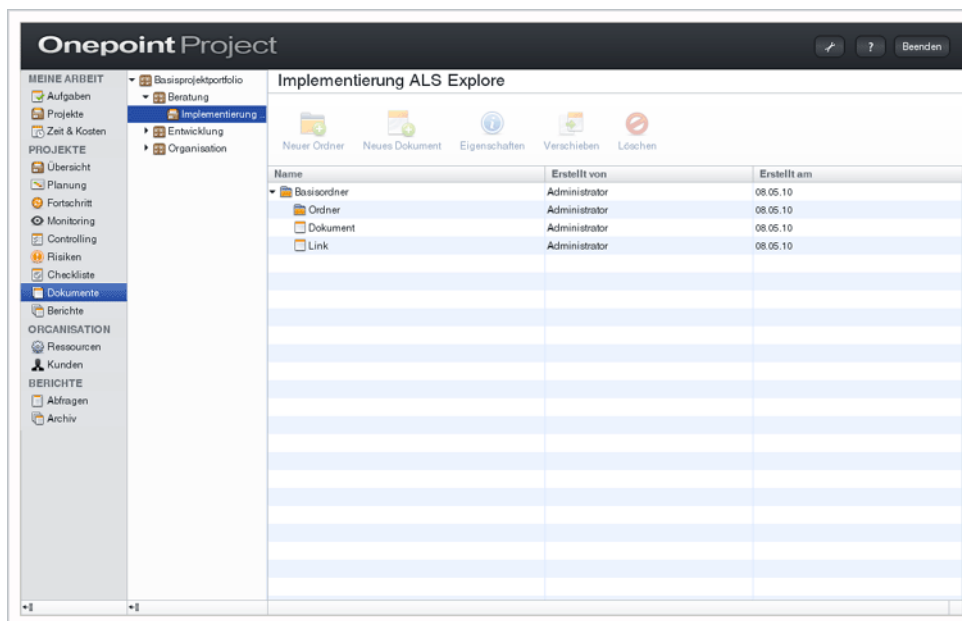 Onepoint Project
?
Beenden
MEINE ARBEIT
Aufgaben
Projekte
Zeit & Kosten
PROJEKTE
Übersicht
Planung
Fortschritt
Monitoring
Controlling
Risiken
Checkliste
Dokumente
Berichte
ORGANISATION
Ressourcen
Kunden
BERICHTE
Abfragen
Archiv
Basisprojektportfolio
Beratung
Implementierung ..
Entwicklung
Organisation
Implementierung ALS Explore
Neuer Ordner Neues Dokument Eigenschaften Verschieben Löschen
Name Erstellt von Erstellt am
Basisordner Administrator 08.05.10
Ordner Administrator 08.05.10
Dokument Administrator 08.05.10
Link Administrator 08.05.10